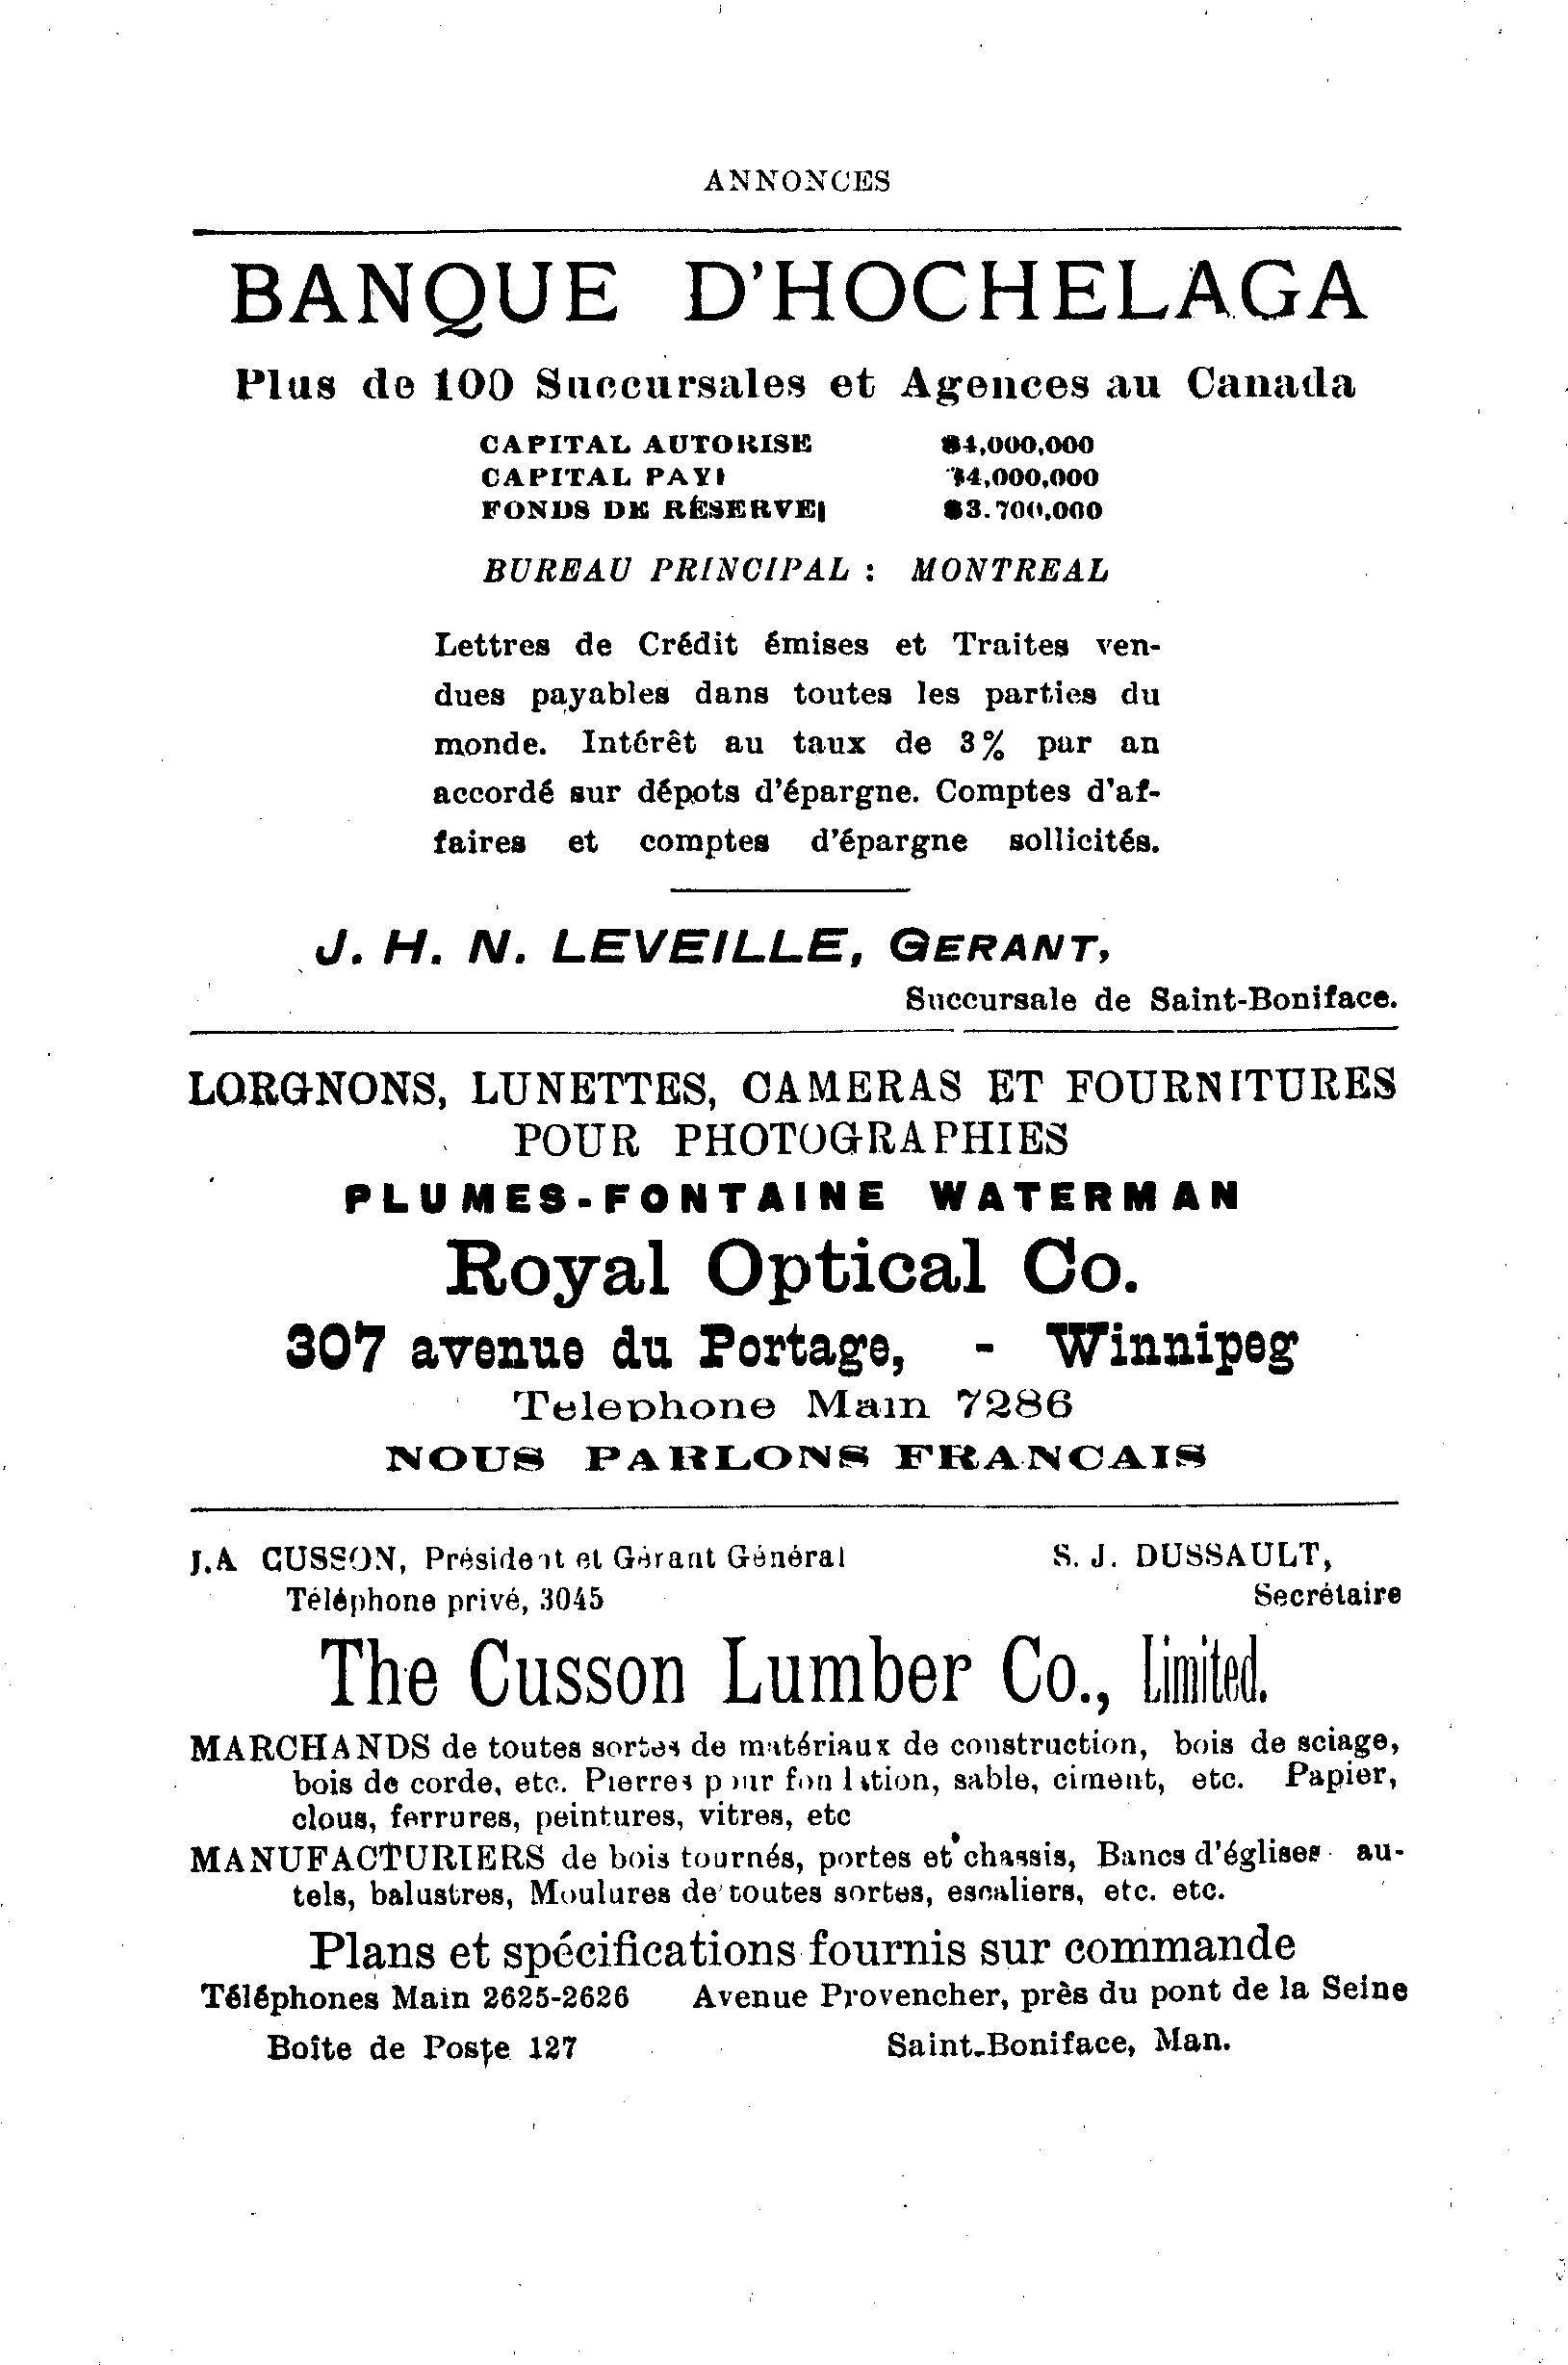 ANNONCES
BANQUE D'HOCHELAGA
Plus de 100 Succursales et Agences au Canada
CAPITAL AUTORISE $4,000,000
CAPITAL PAYE $4,000,000
FONDS DE RÉSERVE $3.700,000
BUREAU PRINCIPAL : MONTREAL
Lettres de Crédit émises et Traites ven-
dues payables dans toutes les parties du
monde. Intérêt au taux de 3% par an
accordé sur dépots d'épargne. Comptes d'af-
faires et comptes d'épargne sollicités.
J. H. N. LEVEILLE, GERANT,
Succursale de Saint-Boniface.
LORGNONS, LUNETTES, CAMERAS ET FOURNITURES
POUR PHOTOGRAPHIES
PLUMES-FONTAINE WATERMAN
Royal Optical Co.
307 avenue du Portage, - Winnipeg
Telephone Main 7286
NOUS PARLONS FRANCAIS
J.A CUSSON, Président et Gérant Général S. J. DUSSAULT,
Téléphone privé, 3045 Secrétaire
The Cusson Lumber Co., Limited.
MARCHANDS de toutes sortes de matériaux de construction, bois de sciage,
bois de corde, etc. Pierres pour fondation, sable, ciment, etc. Papier,
clous, ferrures, peintures, vitres, etc
MANUFACTURIERS de bois tournés, portes et chassis, Bancs d'églises au-
tels, balustres, Moulures de toutes sortes, escaliers, etc. etc.
Plans et spécifications fournis sur commande
Téléphones Main 2625-2626 Avenue Provencher, près du pont de la Seine
Boîte de Poste 127 Saint-Boniface, Man.